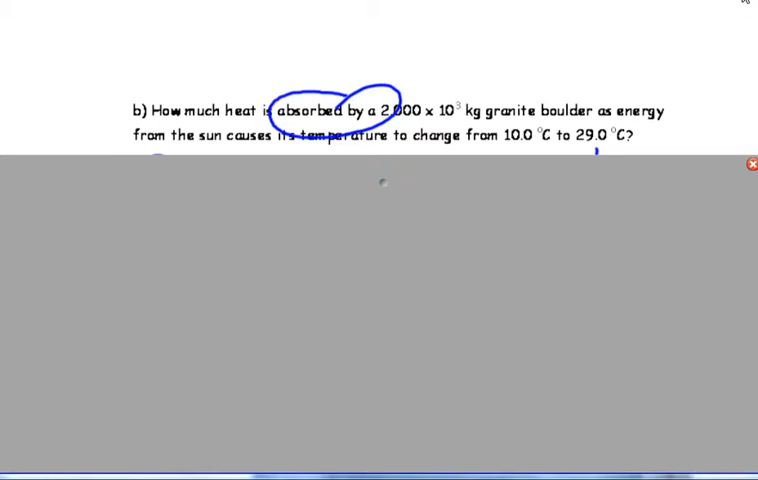 b) How much heat is absorbed by a 2.000 x 10³ kg granite boulder as energy
from the sun causes its temperature to change from 10.0 °C to 29.0 °C?